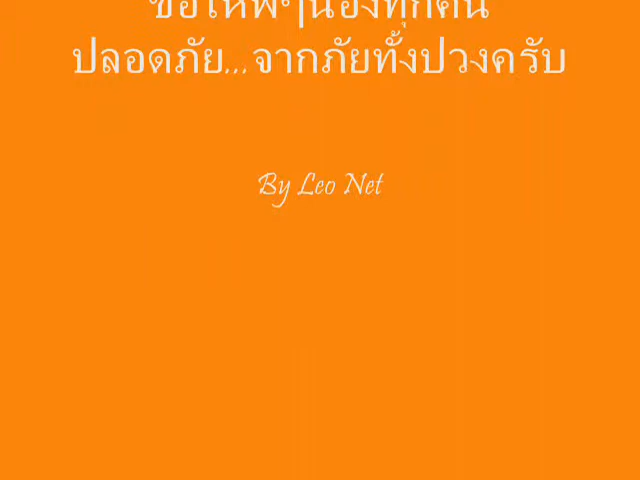 ขอให้พี่ๆน้องทุกคน
ปลอดภัย...จากภัยทั้งปวงครับ
By Leo Net